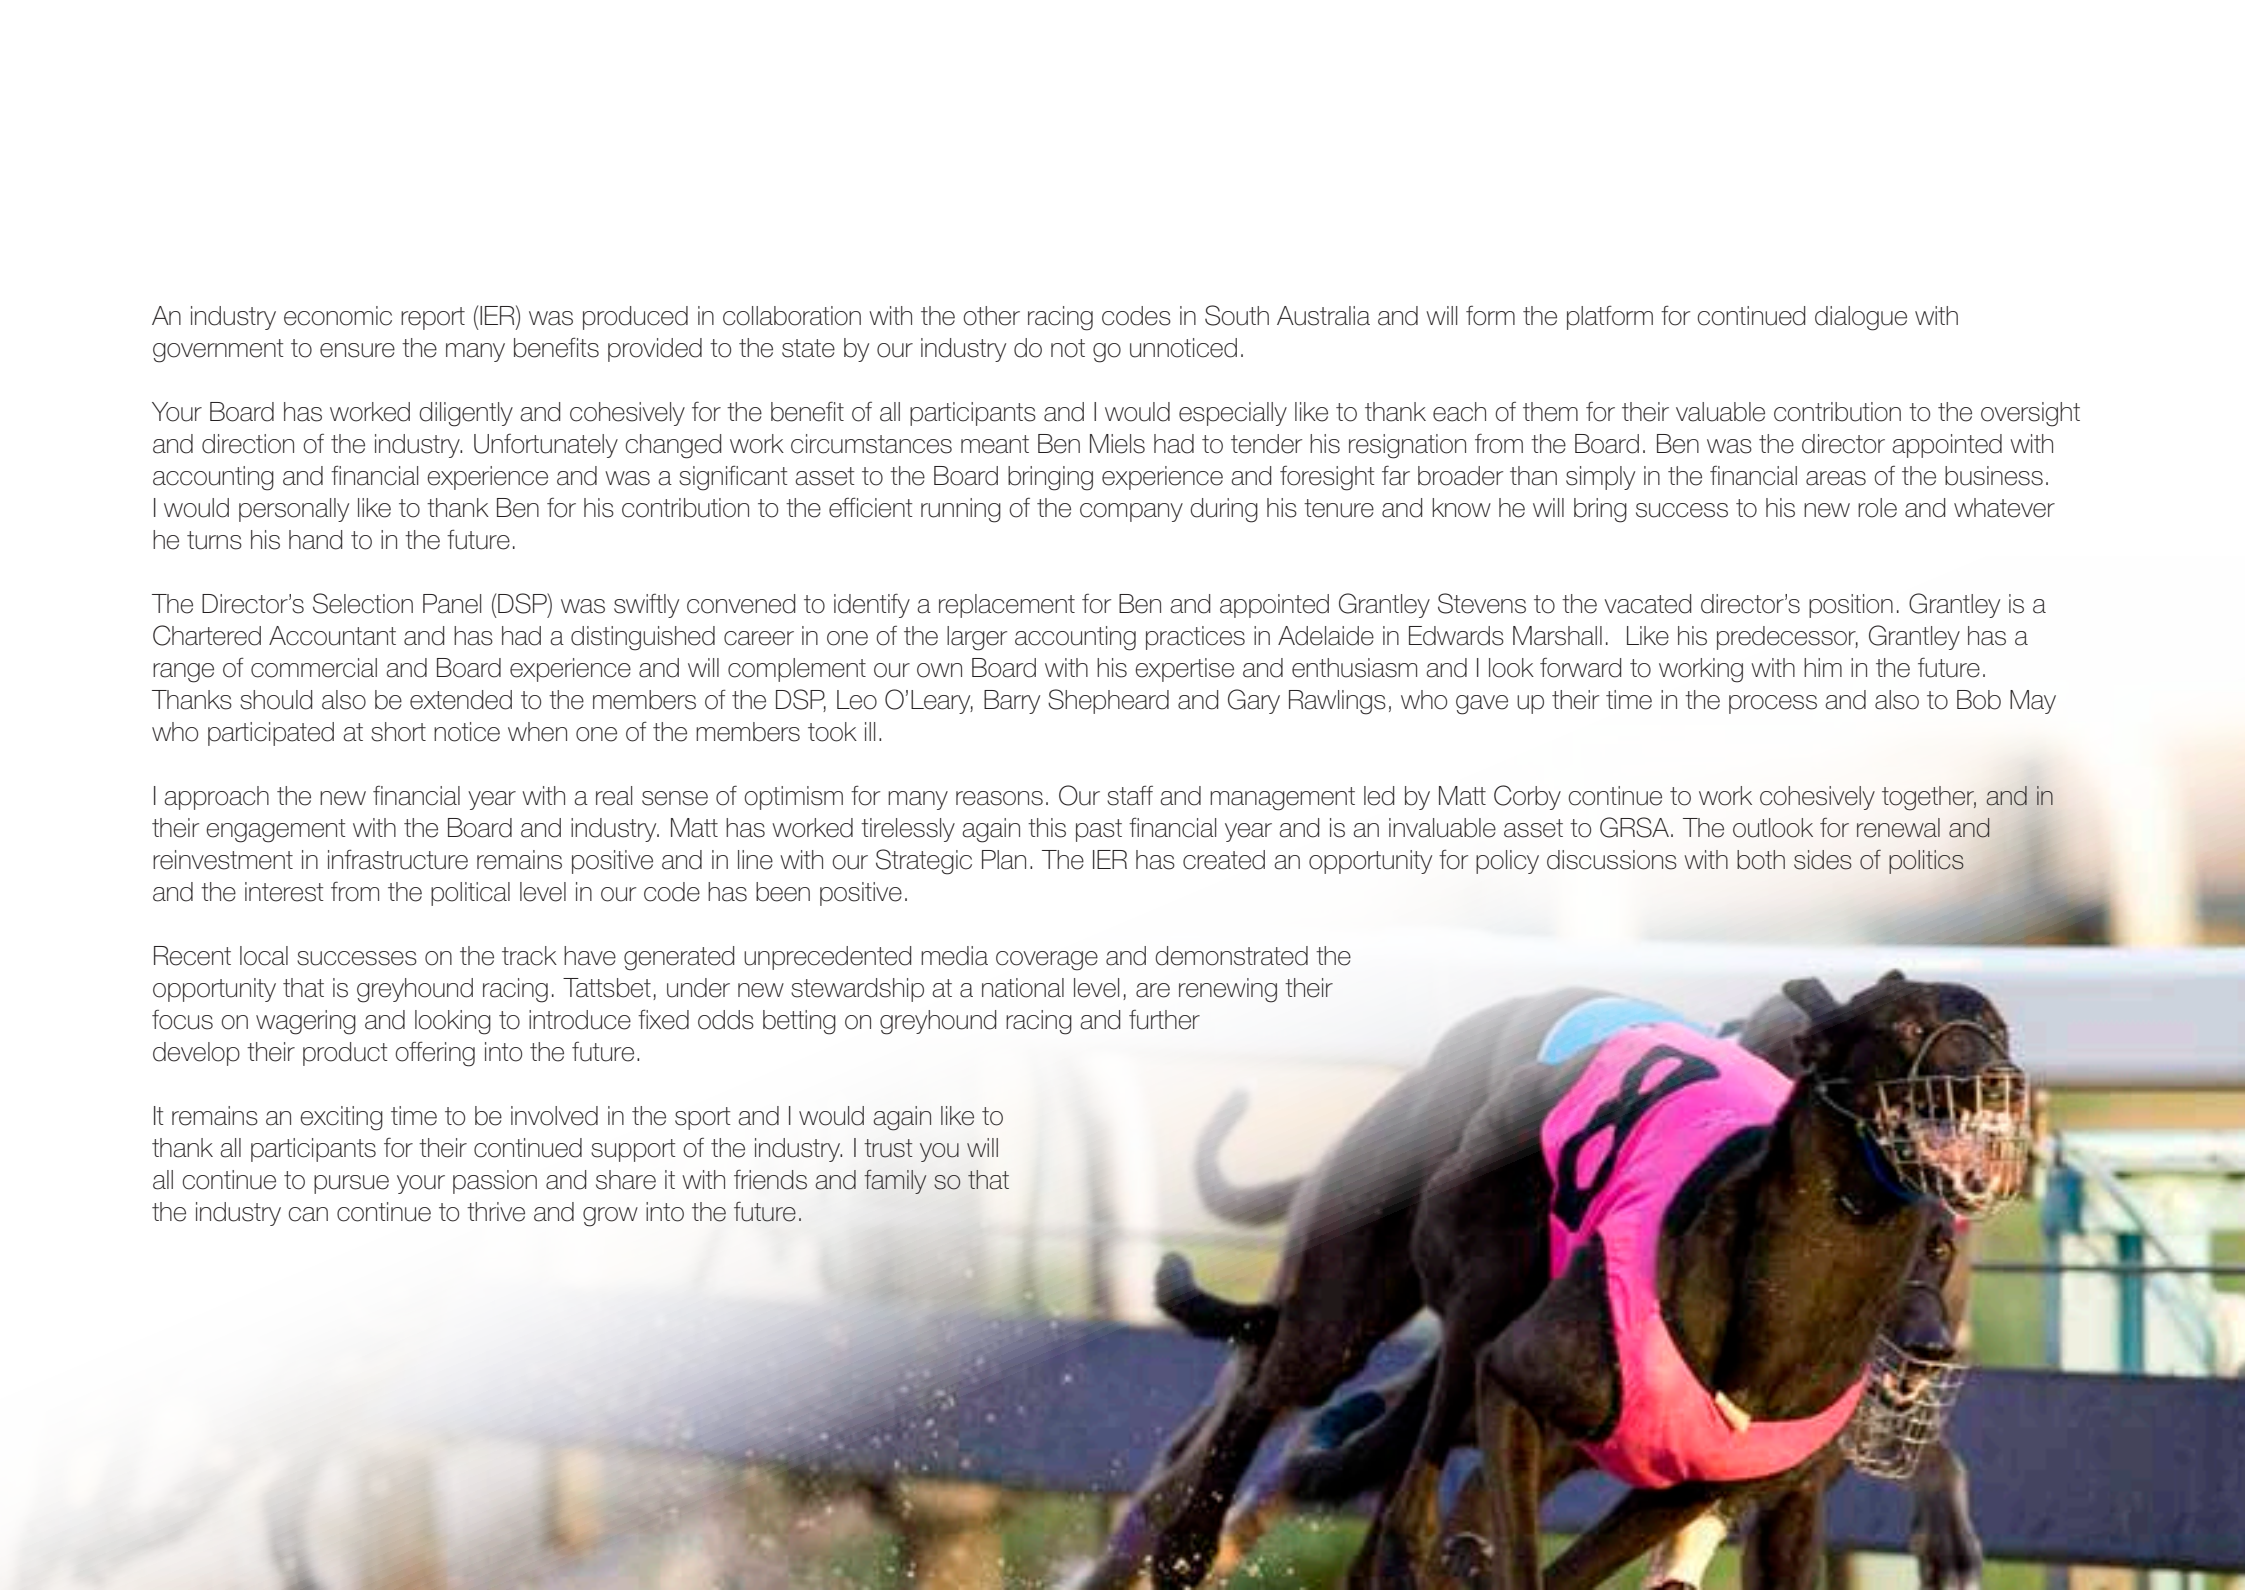 An industry economic report (IER) was produced in collaboration with the other racing codes in South Australia and will form the platform for continued dialogue with
government to ensure the many benefits provided to the state by our industry do not go unnoticed.
Your Board has worked diligently and cohesively for the benefit of all participants and I would especially like to thank each of them for their valuable contribution to the oversight
and direction of the industry. Unfortunately changed work circumstances meant Ben Miels had to tender his resignation from the Board. Ben was the director appointed with
accounting and financial experience and was a significant asset to the Board bringing experience and foresight far broader than simply in the financial areas of the business.
I would personally like to thank Ben for his contribution to the efficient running of the company during his tenure and know he will bring success to his new role and whatever
he turns his hand to in the future.
The Director's Selection Panel (DSP) was swiftly convened to identify a replacement for Ben and appointed Grantley Stevens to the vacated director's position. Grantley is a
Chartered Accountant and has had a distinguished career in one of the larger accounting practices in Adelaide in Edwards Marshall.  Like his predecessor, Grantley has a
range of commercial and Board experience and will complement our own Board with his expertise and enthusiasm and I look forward to working with him in the future.
Thanks should also be extended to the members of the DSP, Leo O'Leary, Barry Shepheard and Gary Rawlings, who gave up their time in the process and also to Bob May
who participated at short notice when one of the members took ill.
I approach the new financial year with a real sense of optimism for many reasons. Our staff and management led by Matt Corby continue to work cohesively together, and in
their engagement with the Board and industry. Matt has worked tirelessly again this past financial year and is an invaluable asset to GRSA. The outlook for renewal and
reinvestment in infrastructure remains positive and in line with our Strategic Plan. The IER has created an opportunity for policy discussions with both sides of politics
and the interest from the political level in our code has been positive.
Recent local successes on the track have generated unprecedented media coverage and demonstrated the
opportunity that is greyhound racing. Tattsbet, under new stewardship at a national level, are renewing their
focus on wagering and looking to introduce fixed odds betting on greyhound racing and further
develop their product offering into the future.
It remains an exciting time to be involved in the sport and I would again like to
thank all participants for their continued support of the industry. I trust you will
all continue to pursue your passion and share it with friends and family so that
the industry can continue to thrive and grow into the future.
8